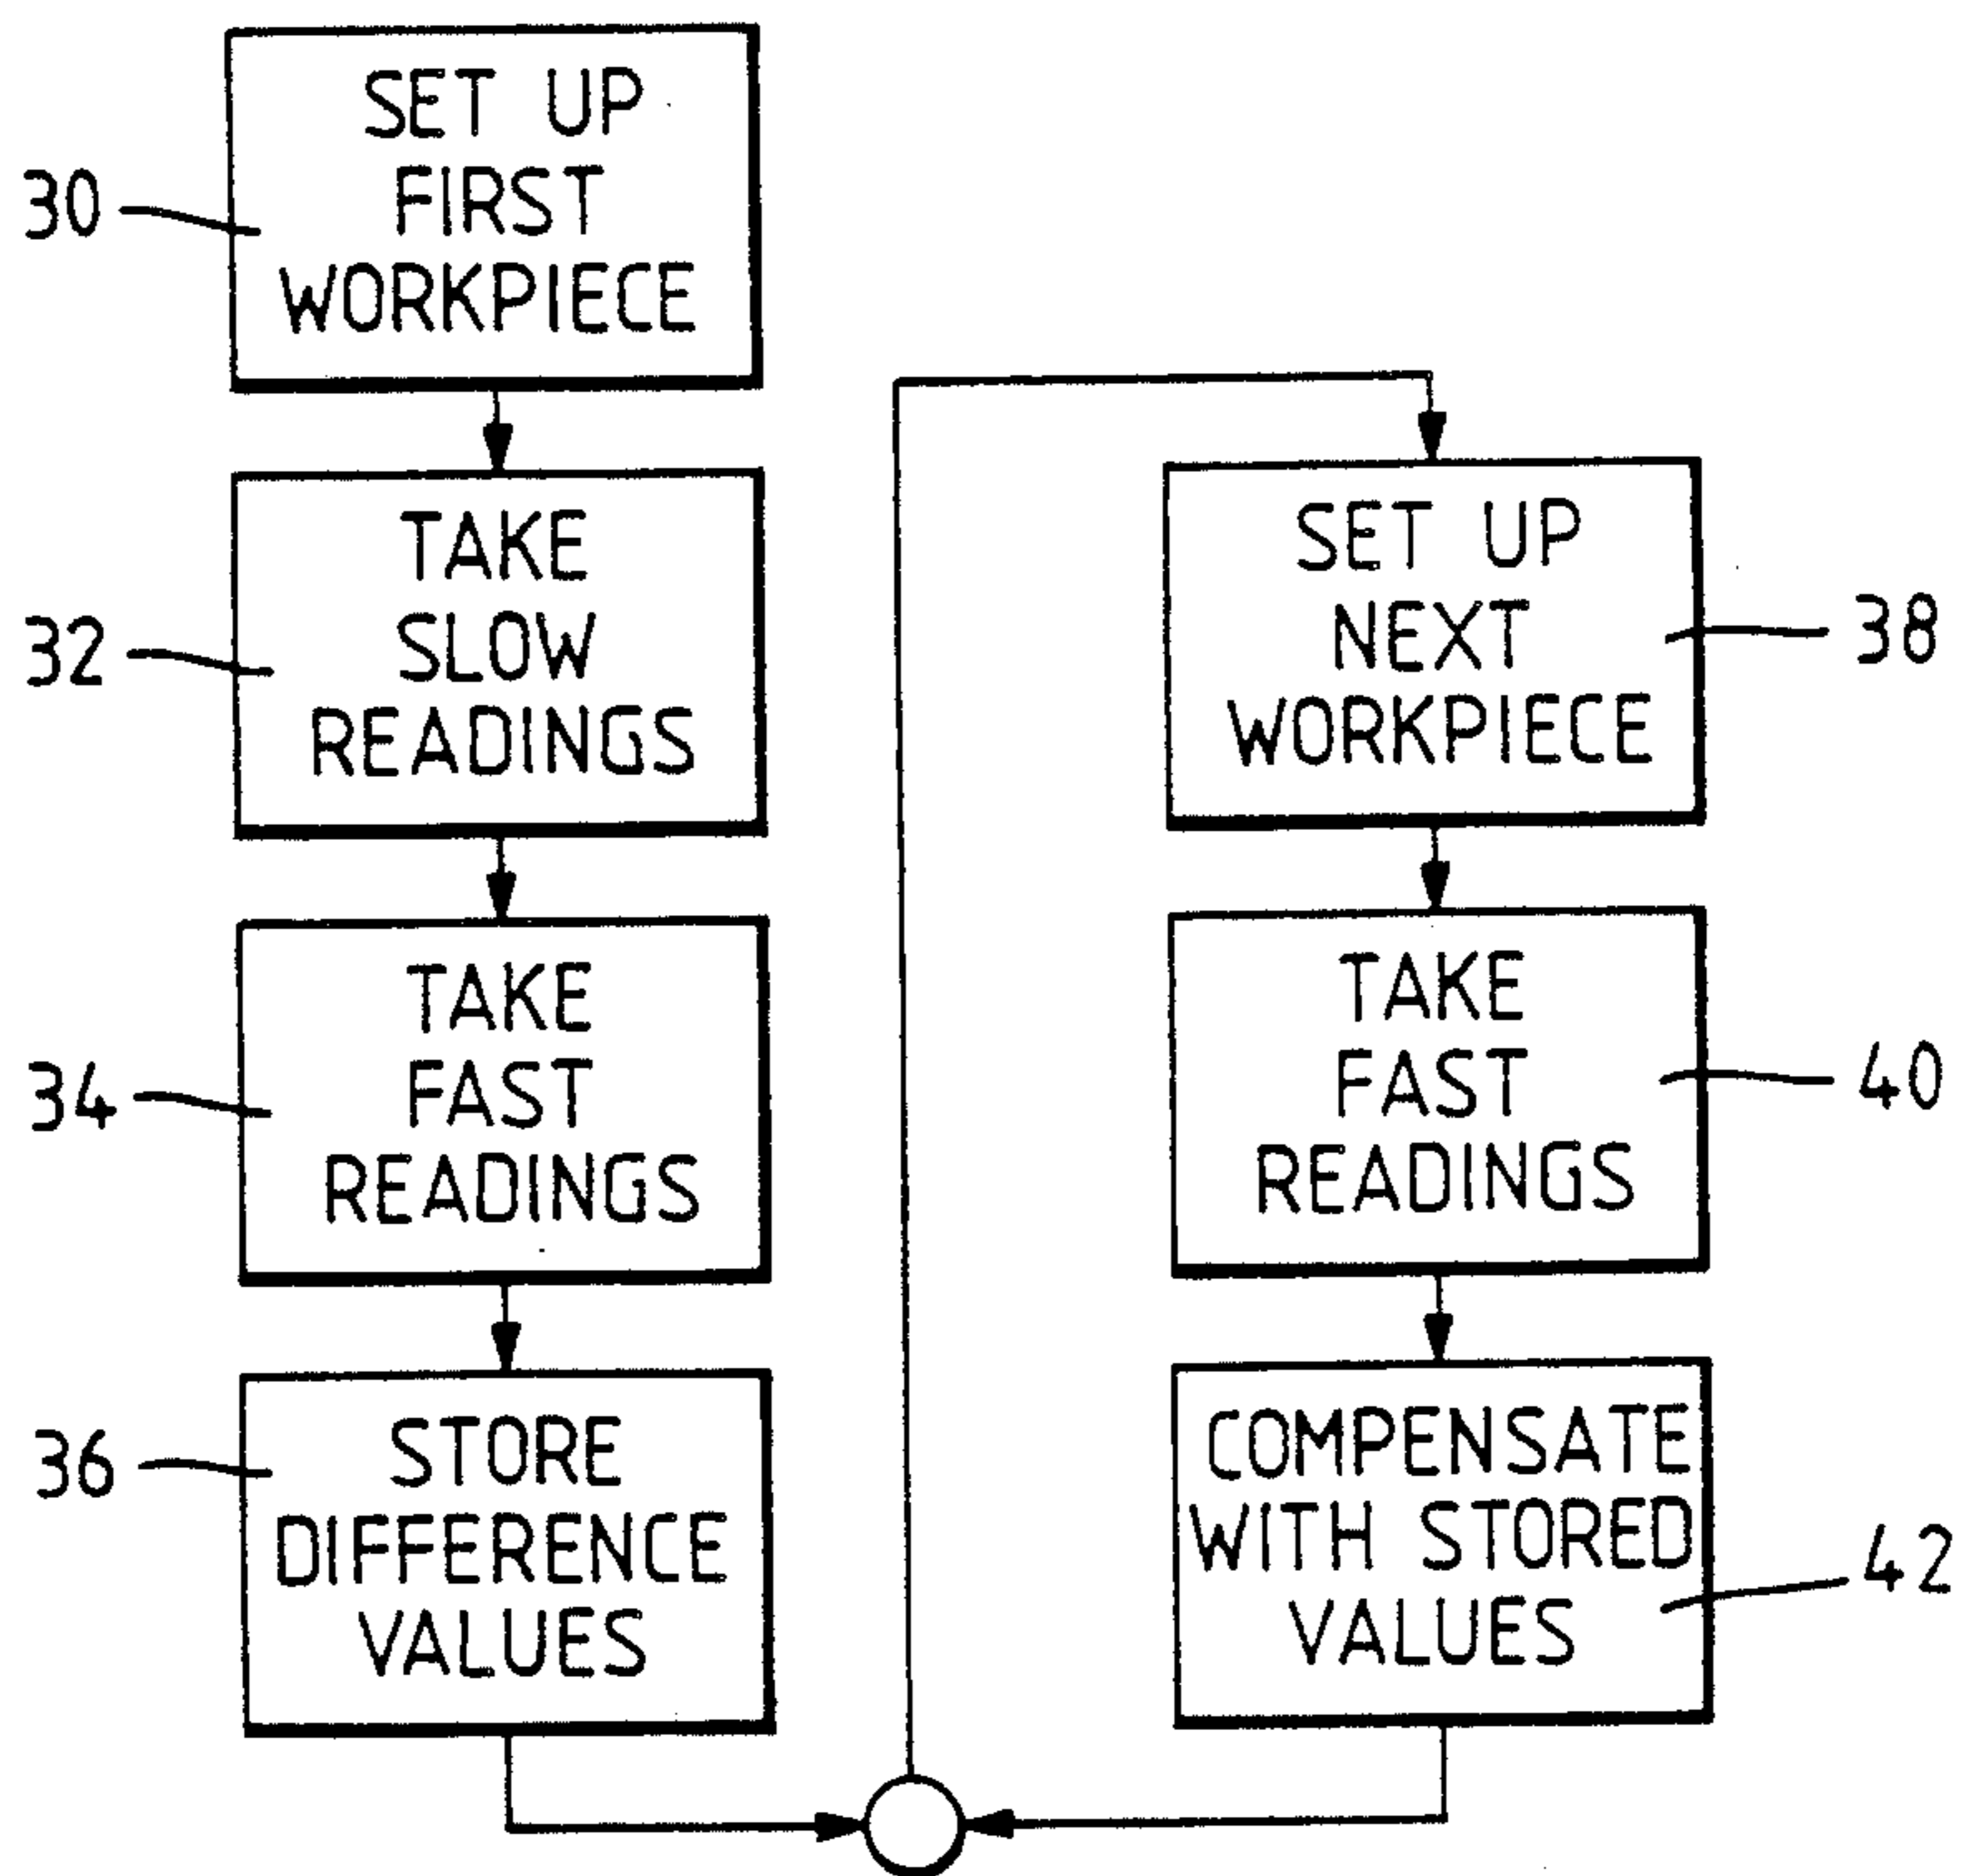 30
SET UP
FIRST
WORKPIECE
32
TAKE
SLOW
READINGS
34
TAKE
FAST
READINGS
36
STORE
DIFFERENCE
VALUES
SET UP
NEXT
WORKPIECE
38
TAKE
FAST
READINGS
40
COMPENSATE
WITH STORED
VALUES
42